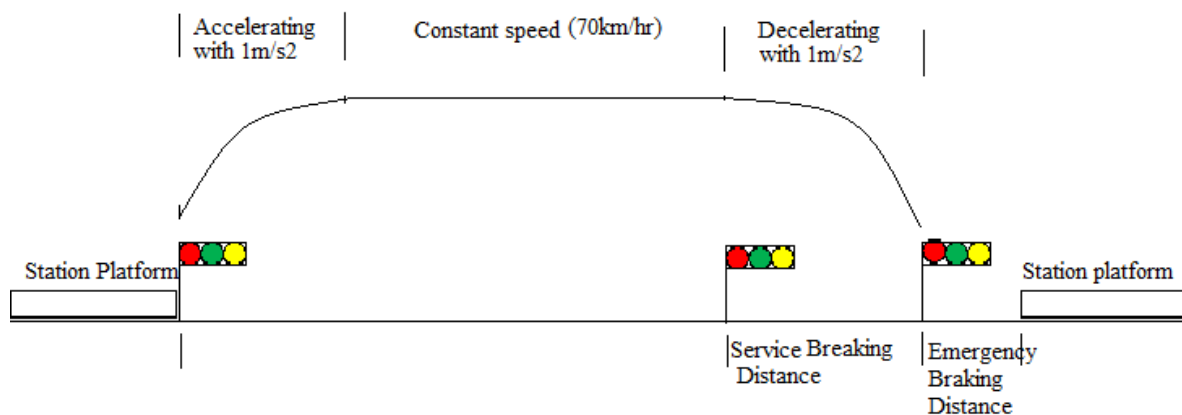 Accelerating
with 1m/s2
Constant speed (70km/hr)
Decelerating
with 1m/s2
Station Platform
Station platform
Service Breaking
Distance
Emergency
Braking
Distance